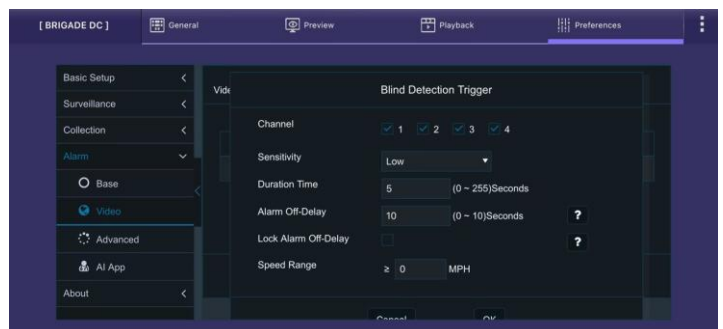 [ BRIGADE DC ] General Preview Playback Preferences
Basic Setup
Surveillance
Collection
Alarm
Base
Video
Advanced
AI App
About
Vide
Blind Detection Trigger
Channel 1 2 3 4
Sensitivity Low
Duration Time 5 (0 ~ 255)Seconds
Alarm Off-Delay 10 (0 ~ 10)Seconds ?
Lock Alarm Off-Delay ?
Speed Range ≥ 0 MPH
Cancel OK